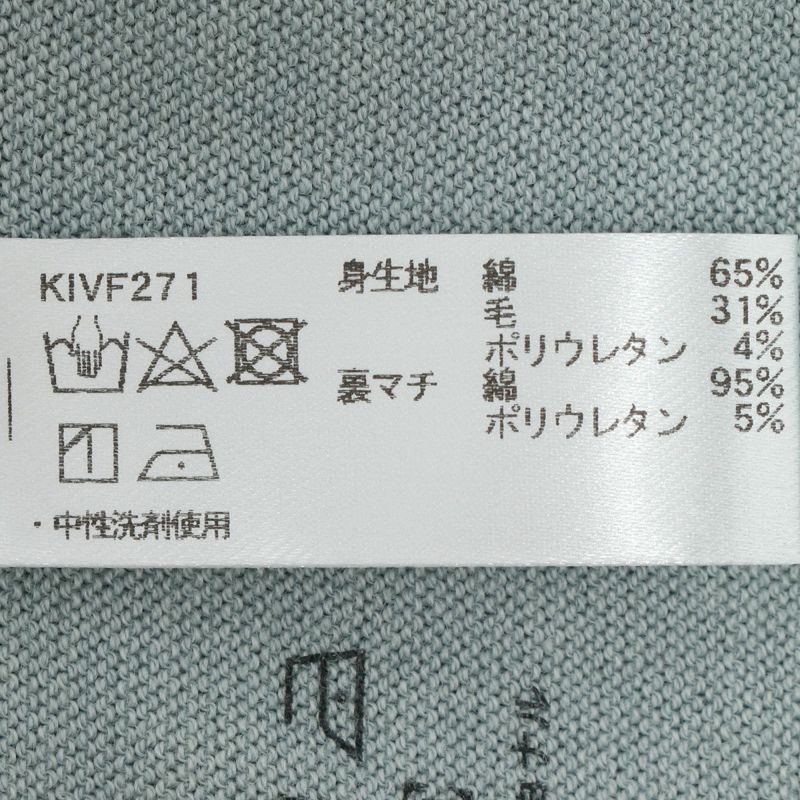 KIVF271
身生地 綿 65%
毛 31%
ポリウレタン 4%
裏マチ 綿 95%
ポリウレタン 5%
・中性洗剤使用